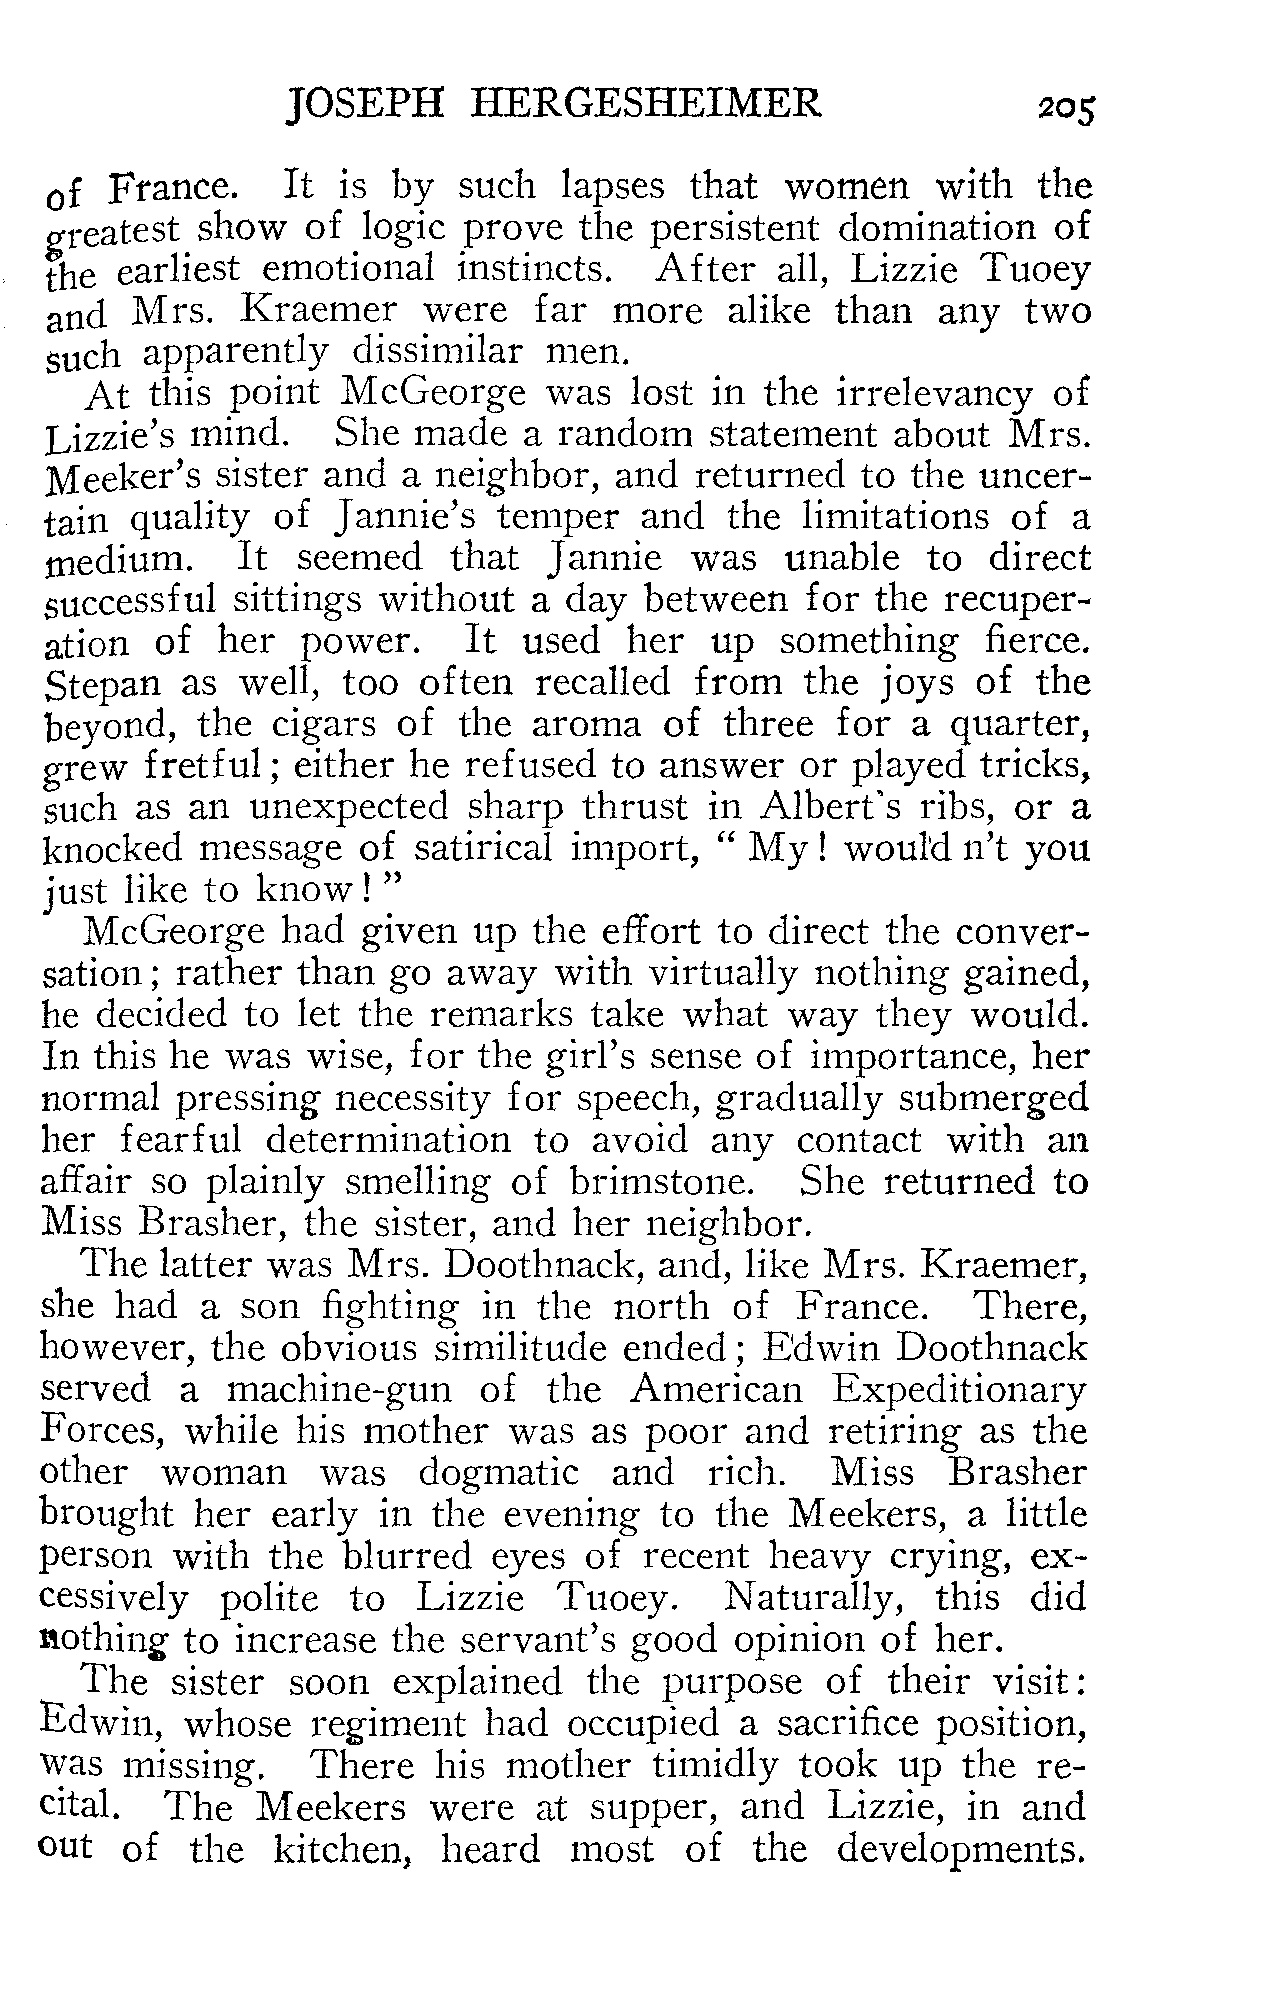 JOSEPH HERGESHEIMER 205
of France. It is by such lapses that women with the
greatest show of logic prove the persistent domination of
the earliest emotional instincts. After all, Lizzie Tuoey
and Mrs. Kraemer were far more alike than any two
such apparently dissimilar men.
At this point McGeorge was lost in the irrelevancy of
Lizzie's mind. She made a random statement about Mrs.
Meeker's sister and a neighbor, and returned to the uncer-
tain quality of Jannie's temper and the limitations of a
medium. It seemed that Jannie was unable to direct
successful sittings without a day between for the recuper-
ation of her power. It used her up something fierce.
Stepan as well, too often recalled from the joys of the
beyond, the cigars of the aroma of three for a quarter,
grew fretful; either he refused to answer or played tricks,
such as an unexpected sharp thrust in Albert's ribs, or a
knocked message of satirical import, " My! would n't you
just like to know! "
McGeorge had given up the effort to direct the conver-
sation; rather than go away with virtually nothing gained,
he decided to let the remarks take what way they would.
In this he was wise, for the girl's sense of importance, her
normal pressing necessity for speech, gradually submerged
her fearful determination to avoid any contact with an
affair so plainly smelling of brimstone. She returned to
Miss Brasher, the sister, and her neighbor.
The latter was Mrs. Doothnack, and, like Mrs. Kraemer,
she had a son fighting in the north of France. There,
however, the obvious similitude ended; Edwin Doothnack
served a machine-gun of the American Expeditionary
Forces, while his mother was as poor and retiring as the
other woman was dogmatic and rich. Miss Brasher
brought her early in the evening to the Meekers, a little
person with the blurred eyes of recent heavy crying, ex-
cessively polite to Lizzie Tuoey. Naturally, this did
nothing to increase the servant's good opinion of her.
The sister soon explained the purpose of their visit:
Edwin, whose regiment had occupied a sacrifice position,
was missing. There his mother timidly took up the re-
cital. The Meekers were at supper, and Lizzie, in and
out of the kitchen, heard most of the developments.